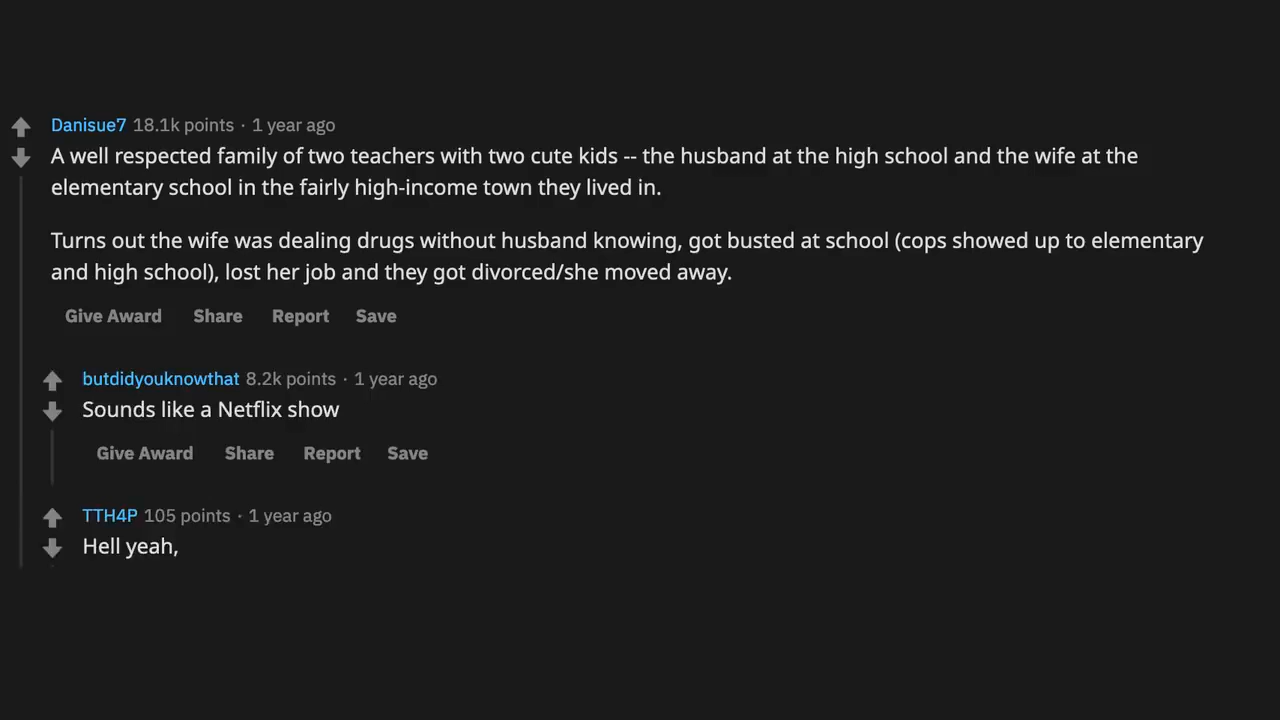 Danisue7 18.1k points · 1 year ago
A well respected family of two teachers with two cute kids -- the husband at the high school and the wife at the
elementary school in the fairly high-income town they lived in.
Turns out the wife was dealing drugs without husband knowing, got busted at school (cops showed up to elementary
and high school), lost her job and they got divorced/she moved away.
Give Award Share Report Save
butdidyouknowthat 8.2k points · 1 year ago
Sounds like a Netflix show
Give Award Share Report Save
TTH4P 105 points · 1 year ago
Hell yeah,